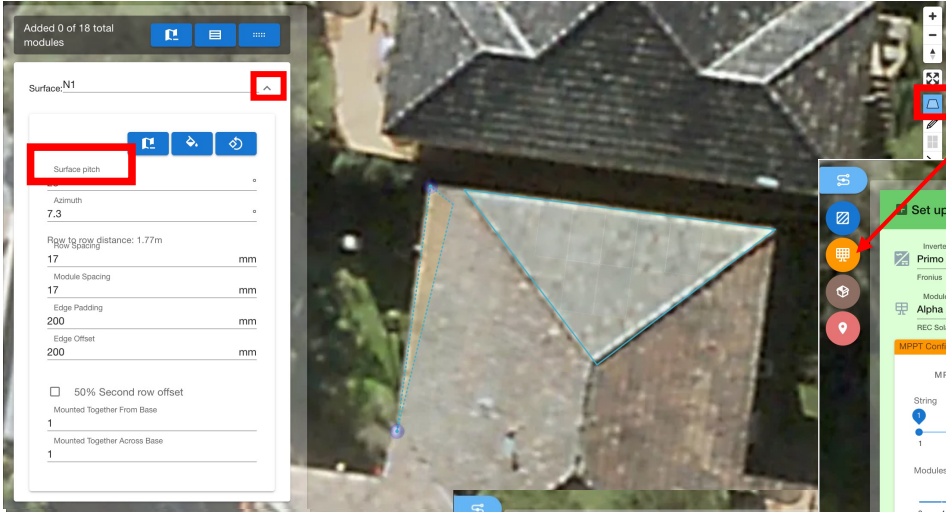 Added 0 of 18 total
modules
Surface: N1
Surface pitch
°
Azimuth
7.3 °
Row to row distance: 1.77m
Row Spacing
17 mm
Module Spacing
17 mm
Edge Padding
200 mm
Edge Offset
200 mm
50% Second row offset
Mounted Together From Base
1
Mounted Together Across Base
1
Set up
Inverte
Primo
Fronius
Modul
Alpha
REC Sol
MPPT Confi
MP
String
1
1
Modules